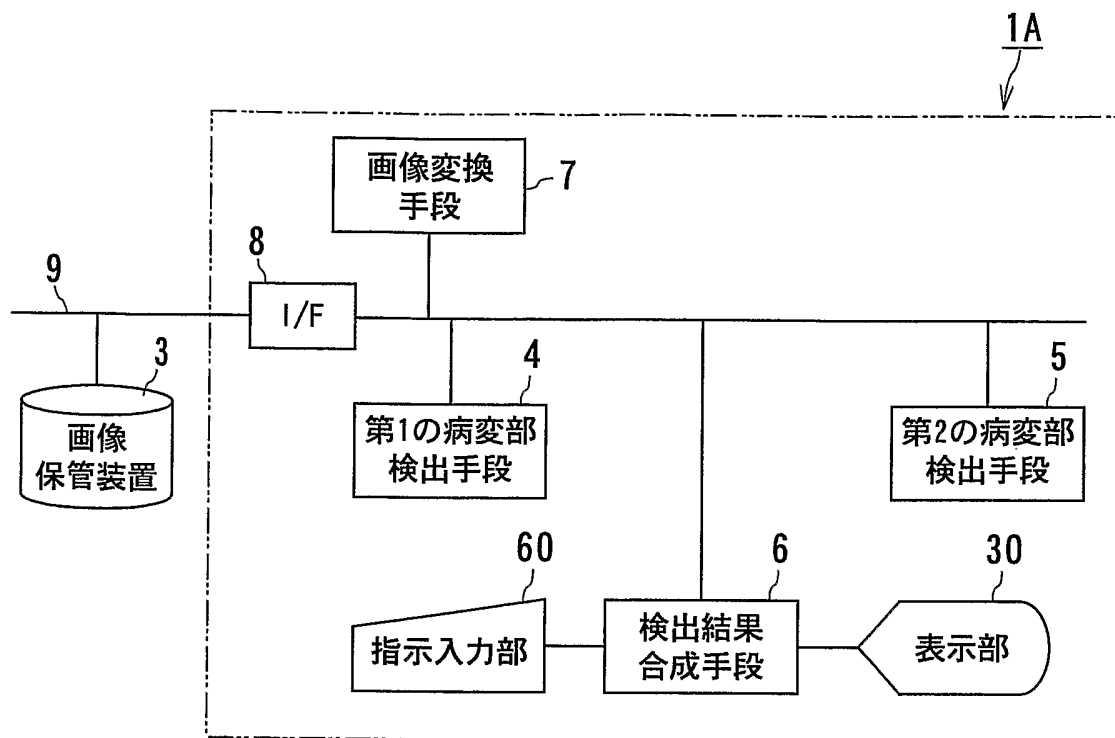 1A
画像変換
手段
7
8
9
I/F
3
画像
保管装置
4
第1の病変部
検出手段
5
第2の病変部
検出手段
60
指示入力部
6
検出結果
合成手段
30
表示部